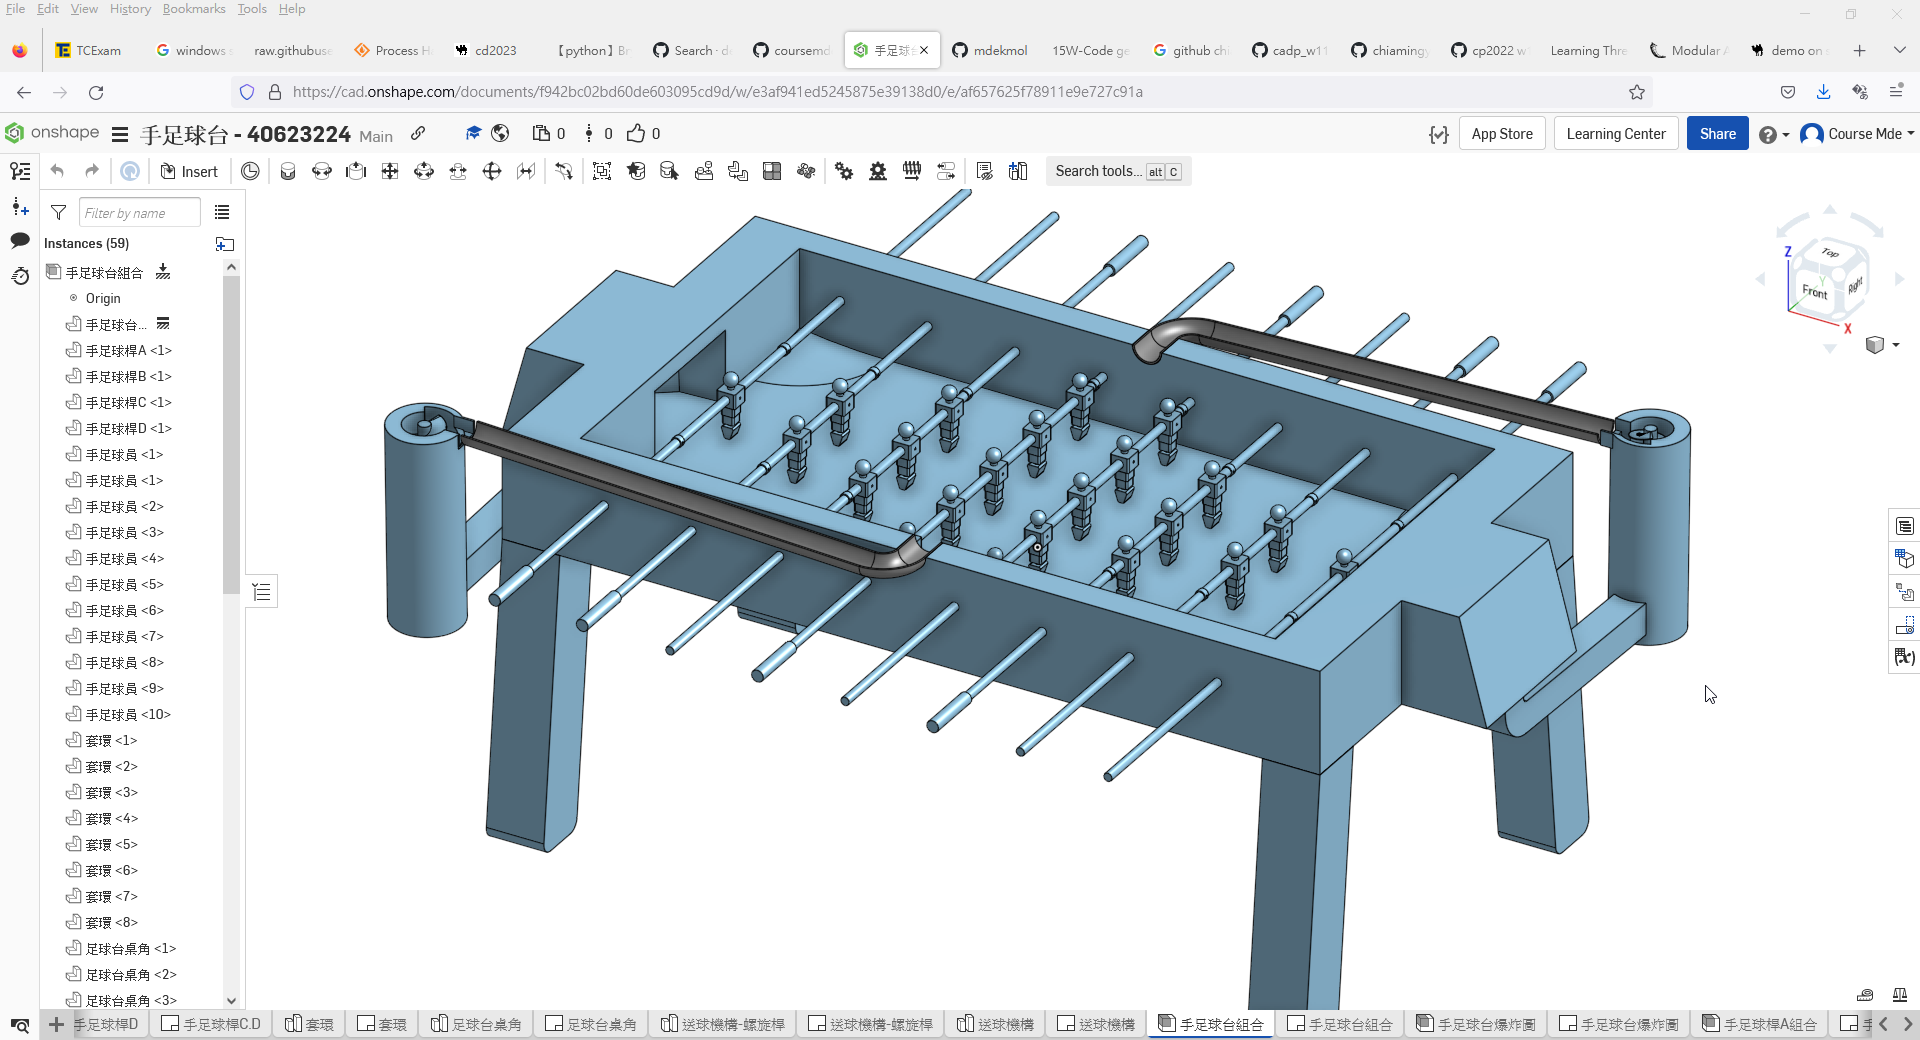 File Edit View History Bookmarks Tools Help
TCExam
windows
raw.githubuse
Process H
cd2023
【python】B
Search · d
coursemd
手足球台
mdekmol
15W-Code ge
github chi
cadp_w11
chiamingy
cp2022 w
Learning Thre
Modular
demo on
https://cad.onshape.com/documents/f942bc02bd60de603095cd9d/w/e3af941ed5245875e39138d0/e/af657625f78911e9e727c91a
onshape
手足球台 - 40623224 Main
0
0
0
App Store
Learning Center
Share
Course Mde
Insert
Search tools... alt C
Filter by name
Instances (59)
手足球台組合
Origin
手足球台...
手足球桿A <1>
手足球桿B <1>
手足球桿C <1>
手足球桿D <1>
手足球員 <1>
手足球員 <1>
手足球員 <2>
手足球員 <3>
手足球員 <4>
手足球員 <5>
手足球員 <6>
手足球員 <7>
手足球員 <8>
手足球員 <9>
手足球員 <10>
套環 <1>
套環 <2>
套環 <3>
套環 <4>
套環 <5>
套環 <6>
套環 <7>
套環 <8>
足球台桌角 <1>
足球台桌角 <2>
足球台桌角 <3>
Z
Top
Y
Front
Right
X
手足球桿D
手足球桿C.D
套環
套環
足球台桌角
足球台桌角
送球機構-螺旋桿
送球機構-螺旋桿
送球機構
送球機構
手足球台組合
手足球台組合
手足球台爆炸圖
手足球台爆炸圖
手足球桿A組合